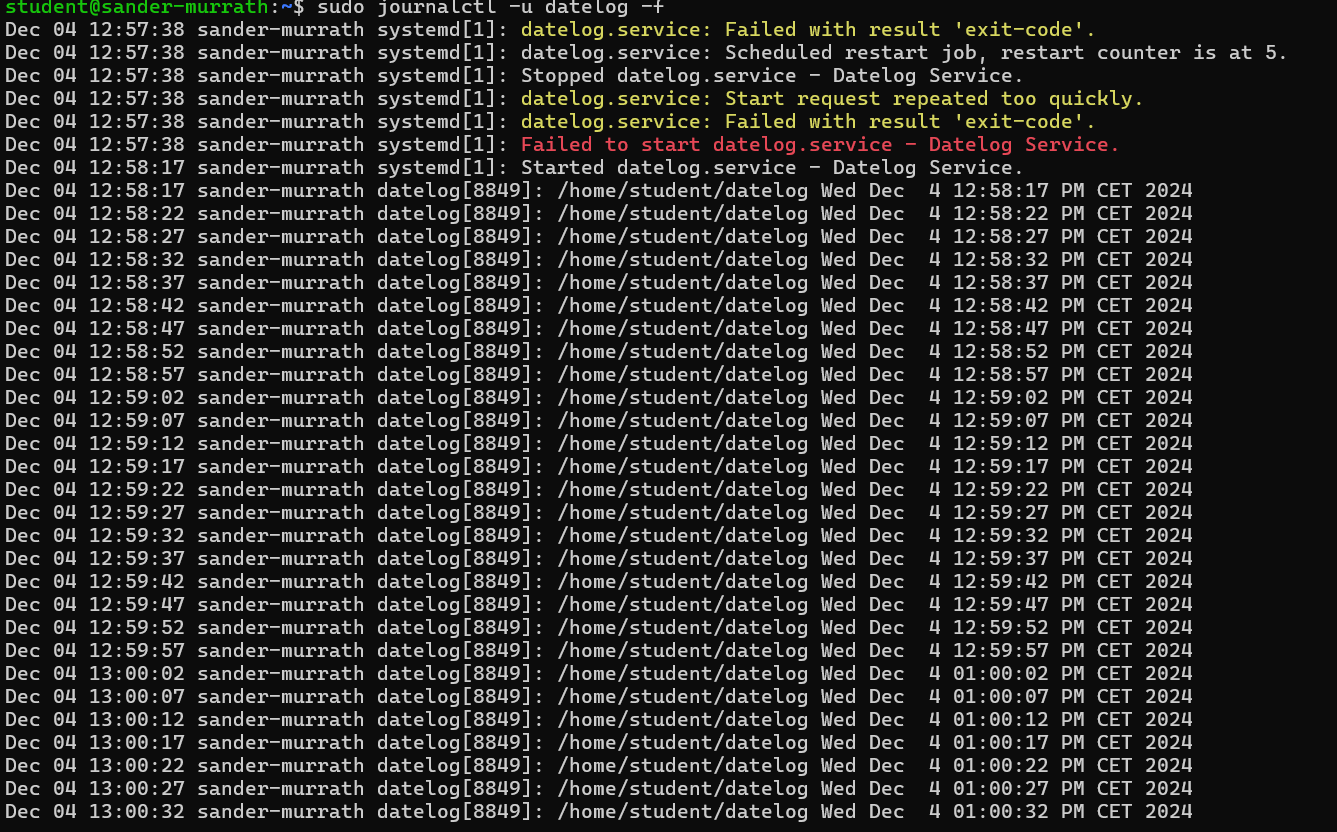 student@sander-murrath:~$ sudo journalctl -u datelog -f
Dec 04 12:57:38 sander-murrath systemd[1]: datelog.service: Failed with result 'exit-code'.
Dec 04 12:57:38 sander-murrath systemd[1]: datelog.service: Scheduled restart job, restart counter is at 5.
Dec 04 12:57:38 sander-murrath systemd[1]: Stopped datelog.service - Datelog Service.
Dec 04 12:57:38 sander-murrath systemd[1]: datelog.service: Start request repeated too quickly.
Dec 04 12:57:38 sander-murrath systemd[1]: datelog.service: Failed with result 'exit-code'.
Dec 04 12:57:38 sander-murrath systemd[1]: Failed to start datelog.service - Datelog Service.
Dec 04 12:58:17 sander-murrath systemd[1]: Started datelog.service - Datelog Service.
Dec 04 12:58:17 sander-murrath datelog[8849]: /home/student/datelog Wed Dec  4 12:58:17 PM CET 2024
Dec 04 12:58:22 sander-murrath datelog[8849]: /home/student/datelog Wed Dec  4 12:58:22 PM CET 2024
Dec 04 12:58:27 sander-murrath datelog[8849]: /home/student/datelog Wed Dec  4 12:58:27 PM CET 2024
Dec 04 12:58:32 sander-murrath datelog[8849]: /home/student/datelog Wed Dec  4 12:58:32 PM CET 2024
Dec 04 12:58:37 sander-murrath datelog[8849]: /home/student/datelog Wed Dec  4 12:58:37 PM CET 2024
Dec 04 12:58:42 sander-murrath datelog[8849]: /home/student/datelog Wed Dec  4 12:58:42 PM CET 2024
Dec 04 12:58:47 sander-murrath datelog[8849]: /home/student/datelog Wed Dec  4 12:58:47 PM CET 2024
Dec 04 12:58:52 sander-murrath datelog[8849]: /home/student/datelog Wed Dec  4 12:58:52 PM CET 2024
Dec 04 12:58:57 sander-murrath datelog[8849]: /home/student/datelog Wed Dec  4 12:58:57 PM CET 2024
Dec 04 12:59:02 sander-murrath datelog[8849]: /home/student/datelog Wed Dec  4 12:59:02 PM CET 2024
Dec 04 12:59:07 sander-murrath datelog[8849]: /home/student/datelog Wed Dec  4 12:59:07 PM CET 2024
Dec 04 12:59:12 sander-murrath datelog[8849]: /home/student/datelog Wed Dec  4 12:59:12 PM CET 2024
Dec 04 12:59:17 sander-murrath datelog[8849]: /home/student/datelog Wed Dec  4 12:59:17 PM CET 2024
Dec 04 12:59:22 sander-murrath datelog[8849]: /home/student/datelog Wed Dec  4 12:59:22 PM CET 2024
Dec 04 12:59:27 sander-murrath datelog[8849]: /home/student/datelog Wed Dec  4 12:59:27 PM CET 2024
Dec 04 12:59:32 sander-murrath datelog[8849]: /home/student/datelog Wed Dec  4 12:59:32 PM CET 2024
Dec 04 12:59:37 sander-murrath datelog[8849]: /home/student/datelog Wed Dec  4 12:59:37 PM CET 2024
Dec 04 12:59:42 sander-murrath datelog[8849]: /home/student/datelog Wed Dec  4 12:59:42 PM CET 2024
Dec 04 12:59:47 sander-murrath datelog[8849]: /home/student/datelog Wed Dec  4 12:59:47 PM CET 2024
Dec 04 12:59:52 sander-murrath datelog[8849]: /home/student/datelog Wed Dec  4 12:59:52 PM CET 2024
Dec 04 12:59:57 sander-murrath datelog[8849]: /home/student/datelog Wed Dec  4 12:59:57 PM CET 2024
Dec 04 13:00:02 sander-murrath datelog[8849]: /home/student/datelog Wed Dec  4 01:00:02 PM CET 2024
Dec 04 13:00:07 sander-murrath datelog[8849]: /home/student/datelog Wed Dec  4 01:00:07 PM CET 2024
Dec 04 13:00:12 sander-murrath datelog[8849]: /home/student/datelog Wed Dec  4 01:00:12 PM CET 2024
Dec 04 13:00:17 sander-murrath datelog[8849]: /home/student/datelog Wed Dec  4 01:00:17 PM CET 2024
Dec 04 13:00:22 sander-murrath datelog[8849]: /home/student/datelog Wed Dec  4 01:00:22 PM CET 2024
Dec 04 13:00:27 sander-murrath datelog[8849]: /home/student/datelog Wed Dec  4 01:00:27 PM CET 2024
Dec 04 13:00:32 sander-murrath datelog[8849]: /home/student/datelog Wed Dec  4 01:00:32 PM CET 2024